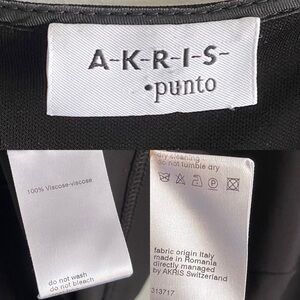 A-K-R-I-S-
•punto
100% Viscose-viscose
do not wash
do not bleach
dry cleaning
do not tumble dry
fabric origin Italy
made in Romania
directly managed
by AKRIS Switzerland
313717